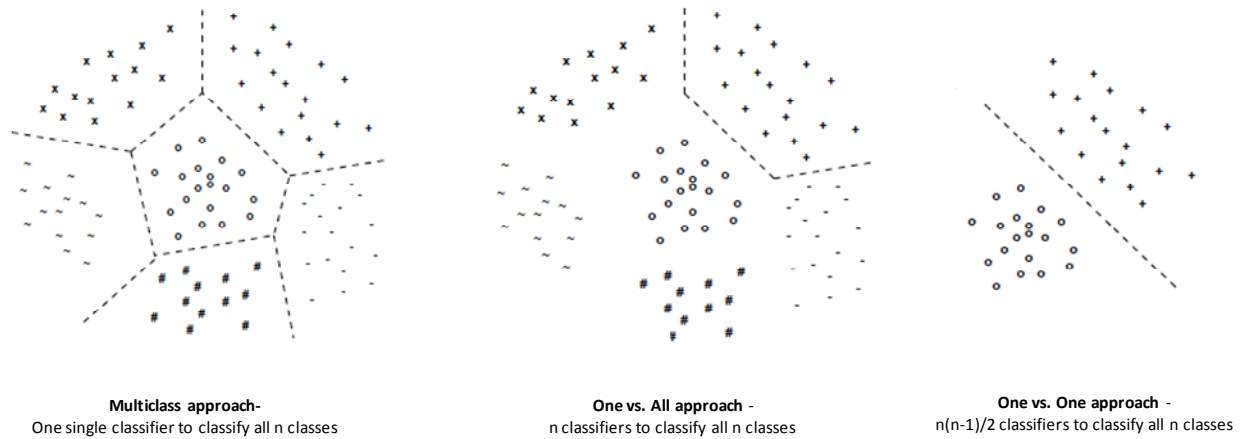 Multiclass approach-
One single classifier to classify all n classes
One vs. All approach -
n classifiers to classify all n classes
One vs. One approach -
n(n-1)/2 classifiers to classify all n classes